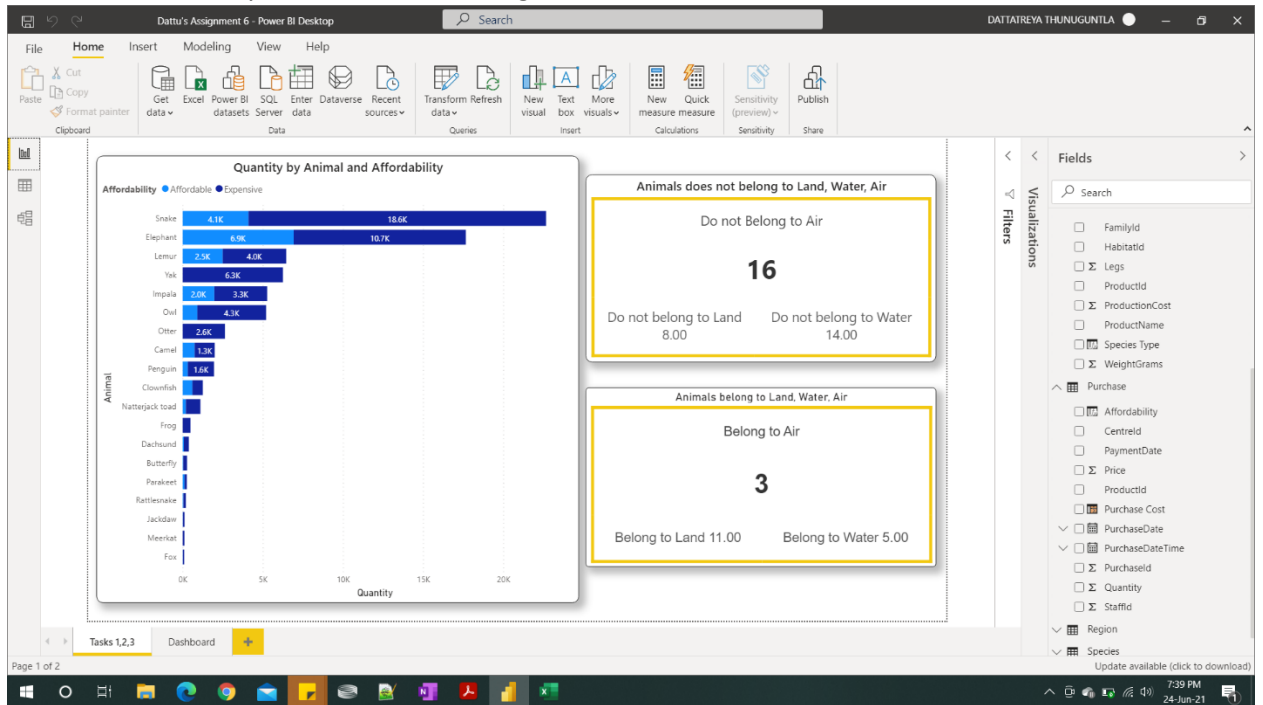 Dattu's Assignment 6 - Power BI Desktop
Search
DATTATREYA THUNUGUNTLA
File Home Insert Modeling View Help
Paste
Cut
Copy
Format painter
Clipboard
Get data
Excel
Power BI datasets
SQL Server
Enter data
Dataverse
Recent sources
Data
Transform data
Refresh
Queries
New visual
Text box
More visuals
Insert
New measure
Quick measure
Calculations
Sensitivity (preview)
Sensitivity
Publish
Share
Quantity by Animal and Affordability
Affordability Affordable Expensive
Animal
Snake 4.1K 18.6K
Elephant 6.9K 10.7K
Lemur 2.5K 4.0K
Yak 6.3K
Impala 2.0K 3.3K
Owl 4.3K
Otter 2.6K
Camel 1.3K
Penguin 1.6K
Clownfish
Natterjack toad
Frog
Dachsund
Butterfly
Parakeet
Rattlesnake
Jackdaw
Meerkat
Fox
0K 5K 10K 15K 20K
Quantity
Animals does not belong to Land, Water, Air
Do not Belong to Air
16
Do not belong to Land Do not belong to Water
8.00 14.00
Animals belong to Land, Water, Air
Belong to Air
3
Belong to Land 11.00 Belong to Water 5.00
Filters
Visualizations
Fields
Search
FamilyId
HabitatId
Σ Legs
ProductId
Σ ProductionCost
ProductName
Species Type
Σ WeightGrams
Purchase
Affordability
CentreId
PaymentDate
Σ Price
ProductId
Purchase Cost
PurchaseDate
PurchaseDateTime
Σ PurchaseId
Σ Quantity
Σ StaffId
Region
Species
Tasks 1,2,3 Dashboard +
Page 1 of 2
Update available (click to download)
7:39 PM
24-Jun-21